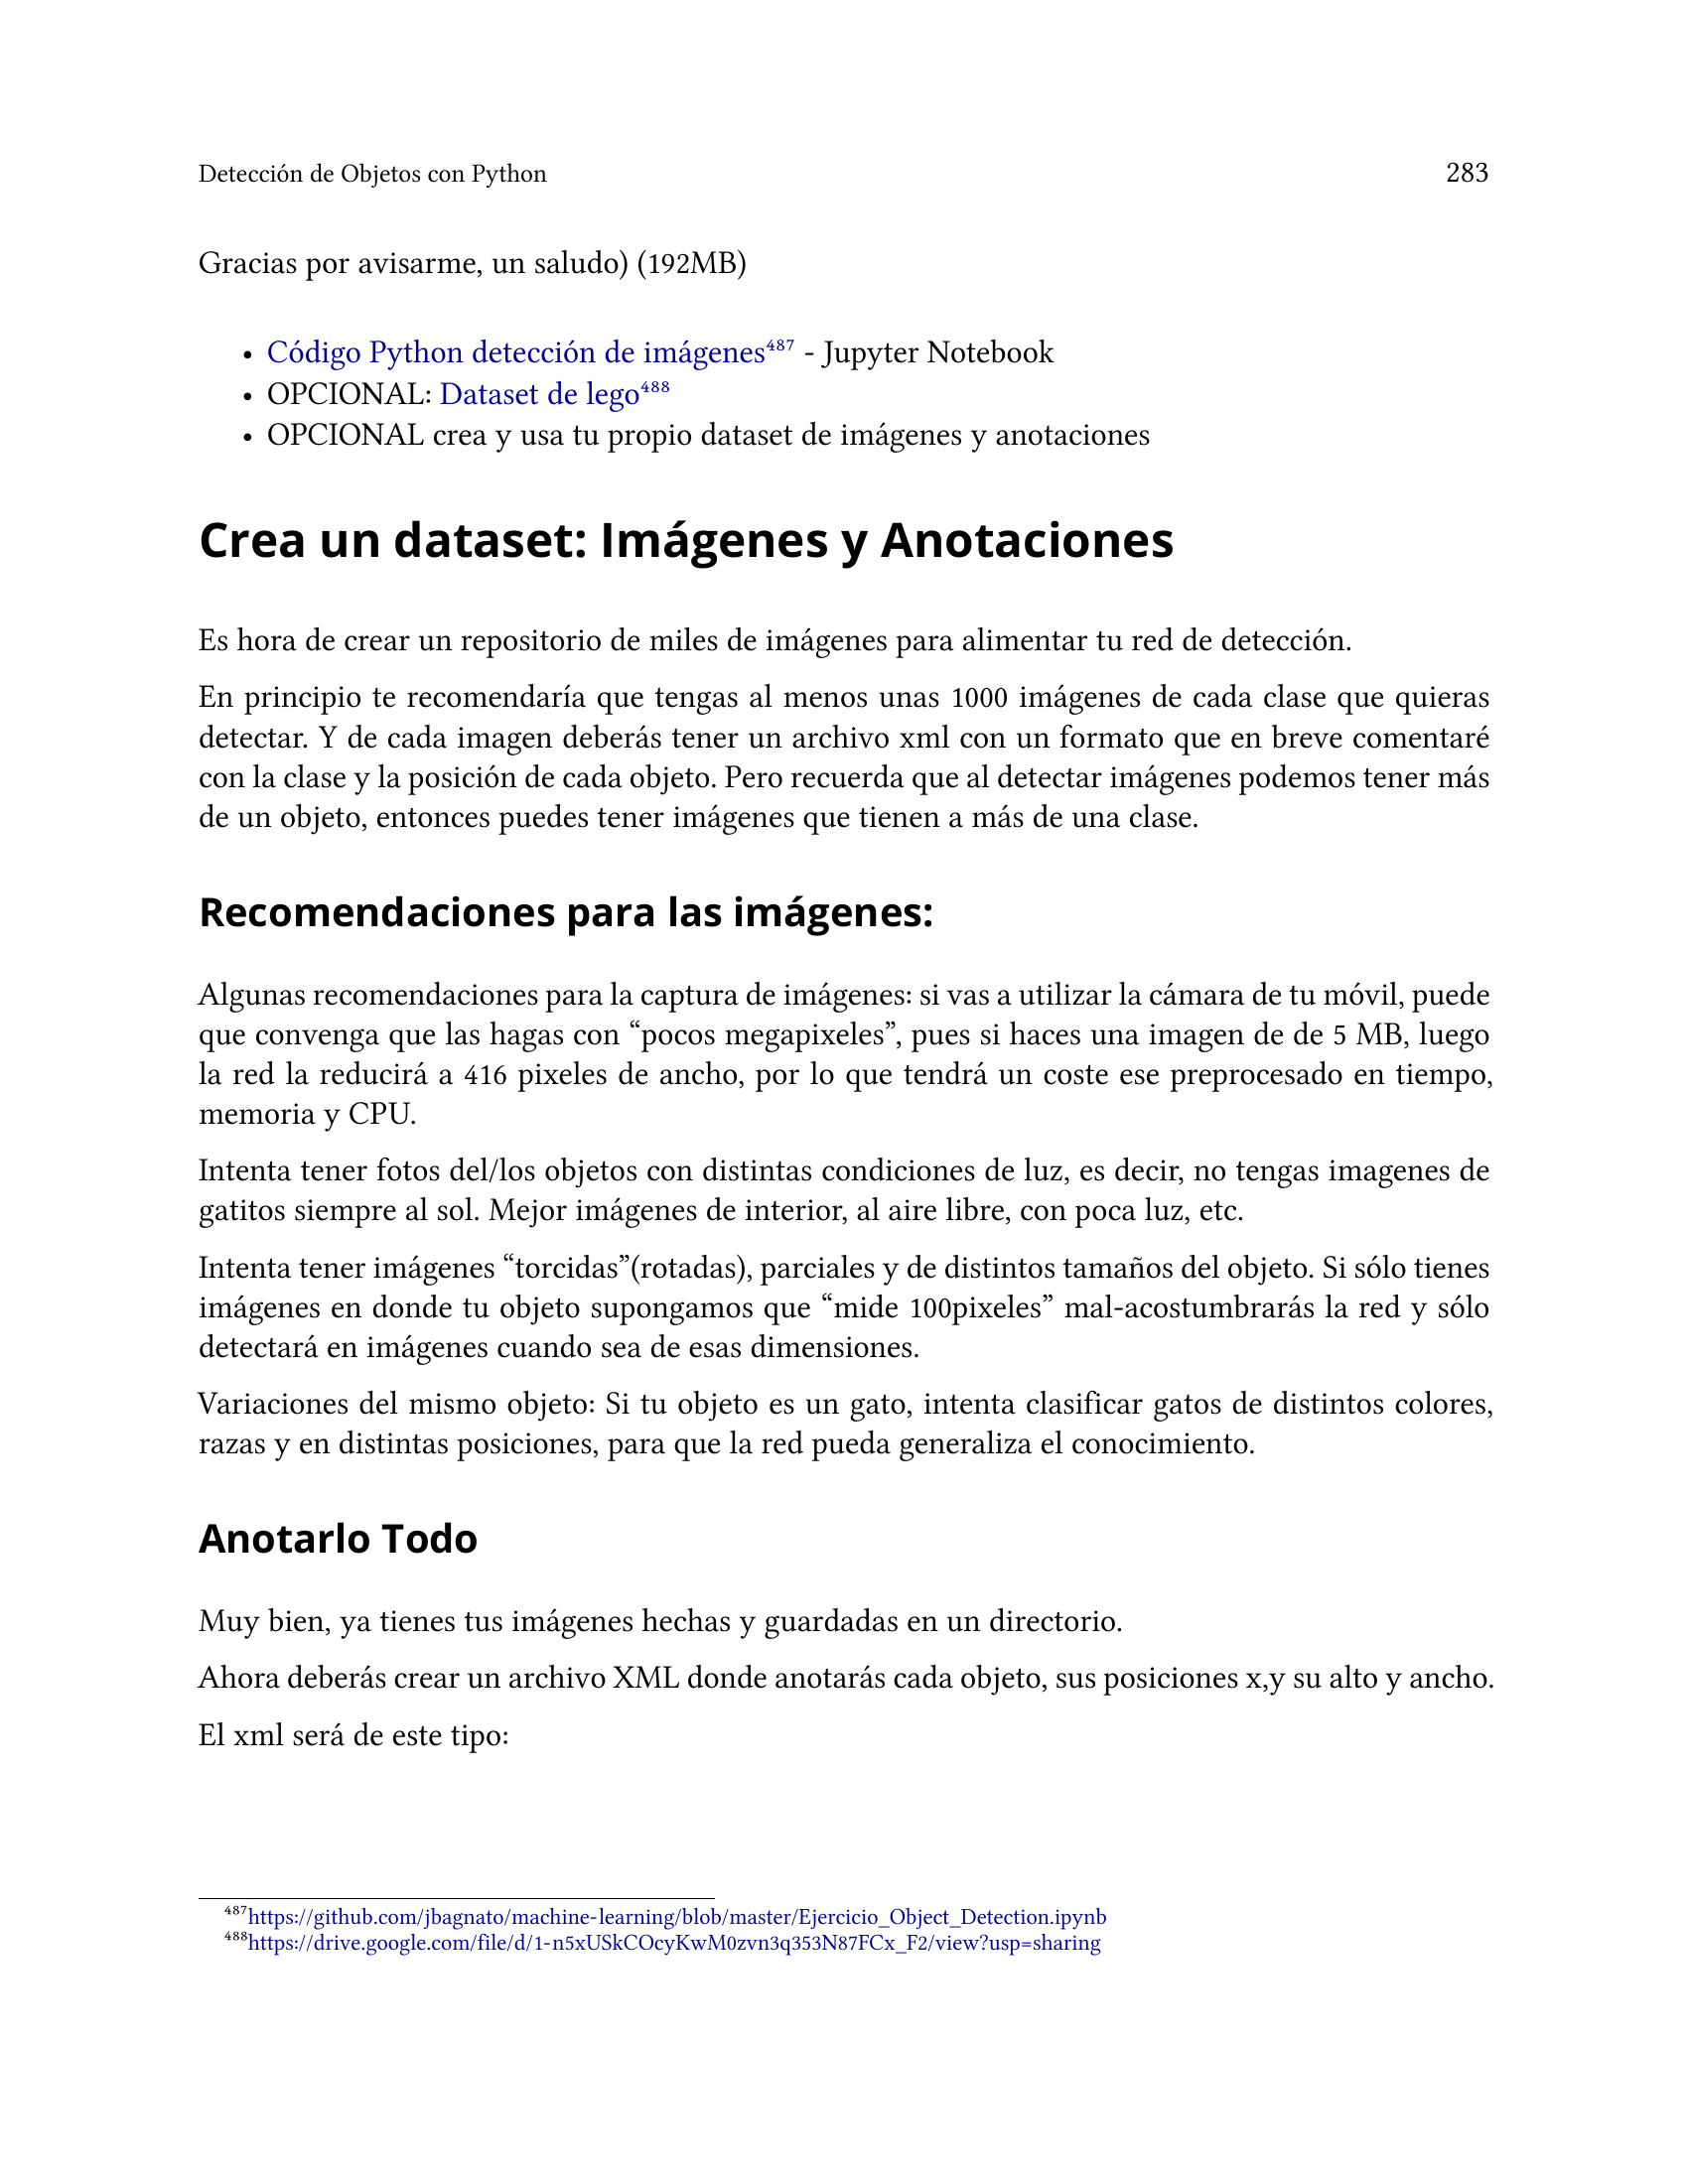 Detección de Objetos con Python 283
Gracias por avisarme, un saludo) (192MB)
• Código Python detección de imágenes⁴⁸⁷ - Jupyter Notebook
• OPCIONAL: Dataset de lego⁴⁸⁸
• OPCIONAL crea y usa tu propio dataset de imágenes y anotaciones
Crea un dataset: Imágenes y Anotaciones
Es hora de crear un repositorio de miles de imágenes para alimentar tu red de detección.
En principio te recomendaría que tengas al menos unas 1000 imágenes de cada clase que quieras
detectar. Y de cada imagen deberás tener un archivo xml con un formato que en breve comentaré
con la clase y la posición de cada objeto. Pero recuerda que al detectar imágenes podemos tener más
de un objeto, entonces puedes tener imágenes que tienen a más de una clase.
Recomendaciones para las imágenes:
Algunas recomendaciones para la captura de imágenes: si vas a utilizar la cámara de tu móvil, puede
que convenga que las hagas con “pocos megapixeles”, pues si haces una imagen de de 5 MB, luego
la red la reducirá a 416 pixeles de ancho, por lo que tendrá un coste ese preprocesado en tiempo,
memoria y CPU.
Intenta tener fotos del/los objetos con distintas condiciones de luz, es decir, no tengas imagenes de
gatitos siempre al sol. Mejor imágenes de interior, al aire libre, con poca luz, etc.
Intenta tener imágenes “torcidas”(rotadas), parciales y de distintos tamaños del objeto. Si sólo tienes
imágenes en donde tu objeto supongamos que “mide 100pixeles” mal-acostumbrarás la red y sólo
detectará en imágenes cuando sea de esas dimensiones.
Variaciones del mismo objeto: Si tu objeto es un gato, intenta clasificar gatos de distintos colores,
razas y en distintas posiciones, para que la red pueda generaliza el conocimiento.
Anotarlo Todo
Muy bien, ya tienes tus imágenes hechas y guardadas en un directorio.
Ahora deberás crear un archivo XML donde anotarás cada objeto, sus posiciones x,y su alto y ancho.
El xml será de este tipo:
⁴⁸⁷https://github.com/jbagnato/machine-learning/blob/master/Ejercicio_Object_Detection.ipynb
⁴⁸⁸https://drive.google.com/file/d/1-n5xUSkCOcyKwM0zvn3q353N87FCx_F2/view?usp=sharing